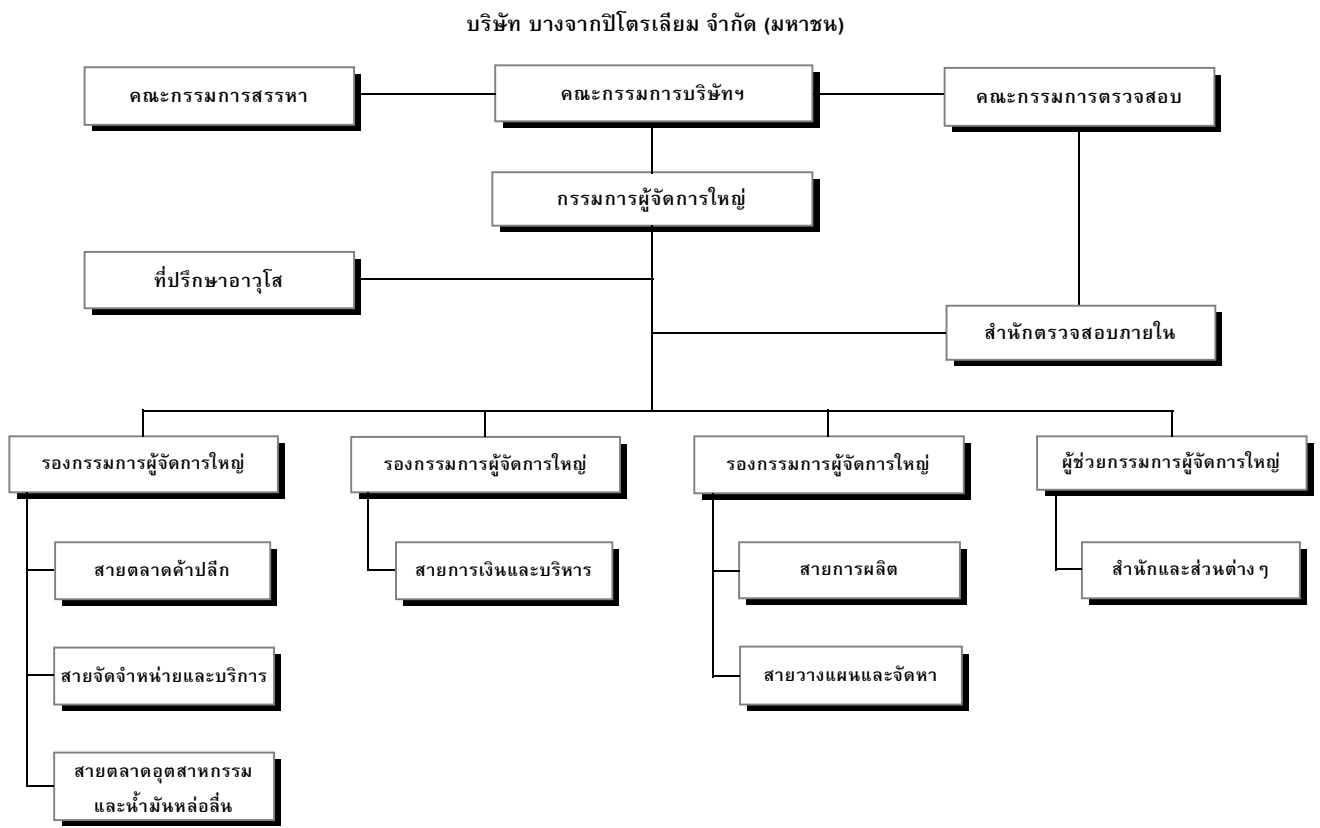 บริษัท บางจากปิโตรเลียม จำกัด (มหาชน)
คณะกรรมการสรรหา
คณะกรรมการบริษัทฯ
คณะกรรมการตรวจสอบ
กรรมการผู้จัดการใหญ่
ที่ปรึกษาอาวุโส
สำนักตรวจสอบภายใน
รองกรรมการผู้จัดการใหญ่
รองกรรมการผู้จัดการใหญ่
รองกรรมการผู้จัดการใหญ่
ผู้ช่วยกรรมการผู้จัดการใหญ่
สายตลาดค้าปลีก
สายการเงินและบริหาร
สายการผลิต
สำนักและส่วนต่าง ๆ
สายจัดจำหน่ายและบริการ
สายวางแผนและจัดหา
สายตลาดอุตสาหกรรม
และน้ำมันหล่อลื่น